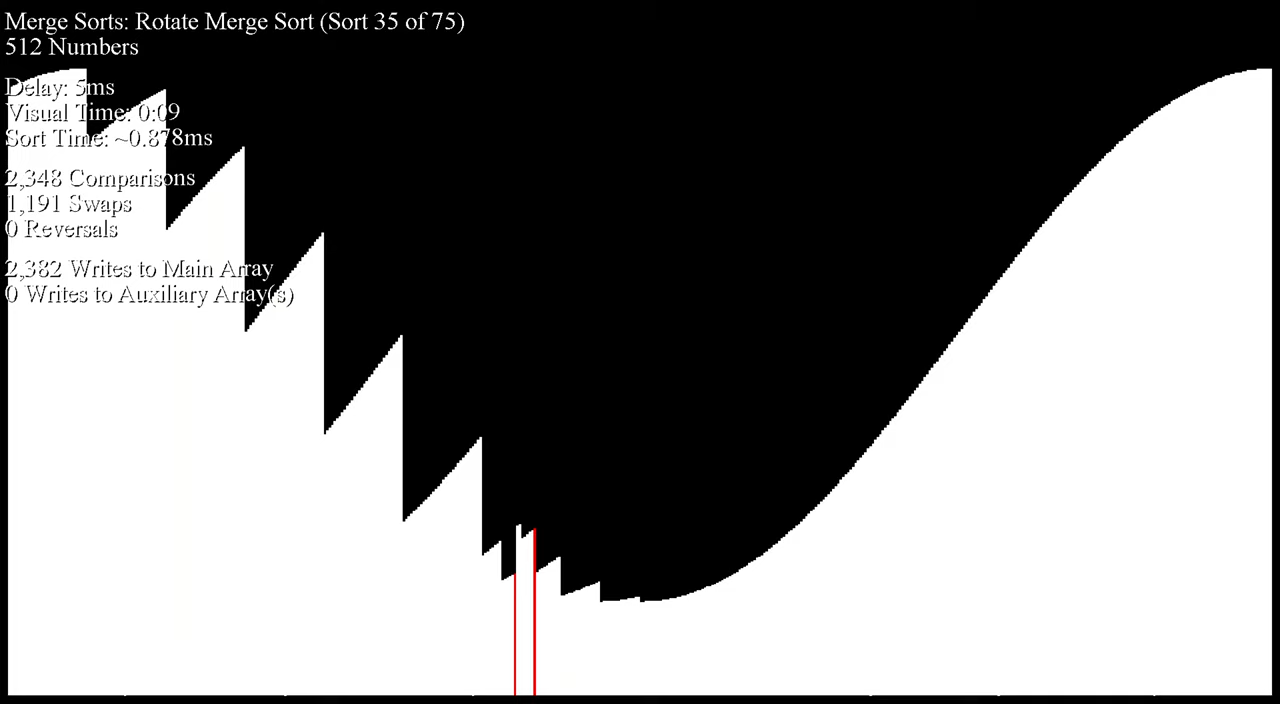 Merge Sorts: Rotate Merge Sort (Sort 35 of 75)
512 Numbers
Delay: 5ms
Visual Time: 0:09
Sort Time: ~0.878ms
2,348 Comparisons
1,191 Swaps
0 Reversals
2,382 Writes to Main Array
0 Writes to Auxiliary Array(s)